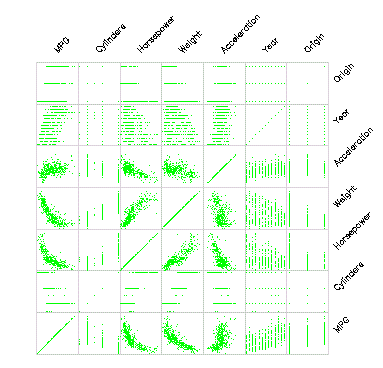 MPG
Cylinders
Horsepower
Weight
Acceleration
Year
Origin
Origin
Year
Acceleration
Weight
Horsepower
Cylinders
MPG